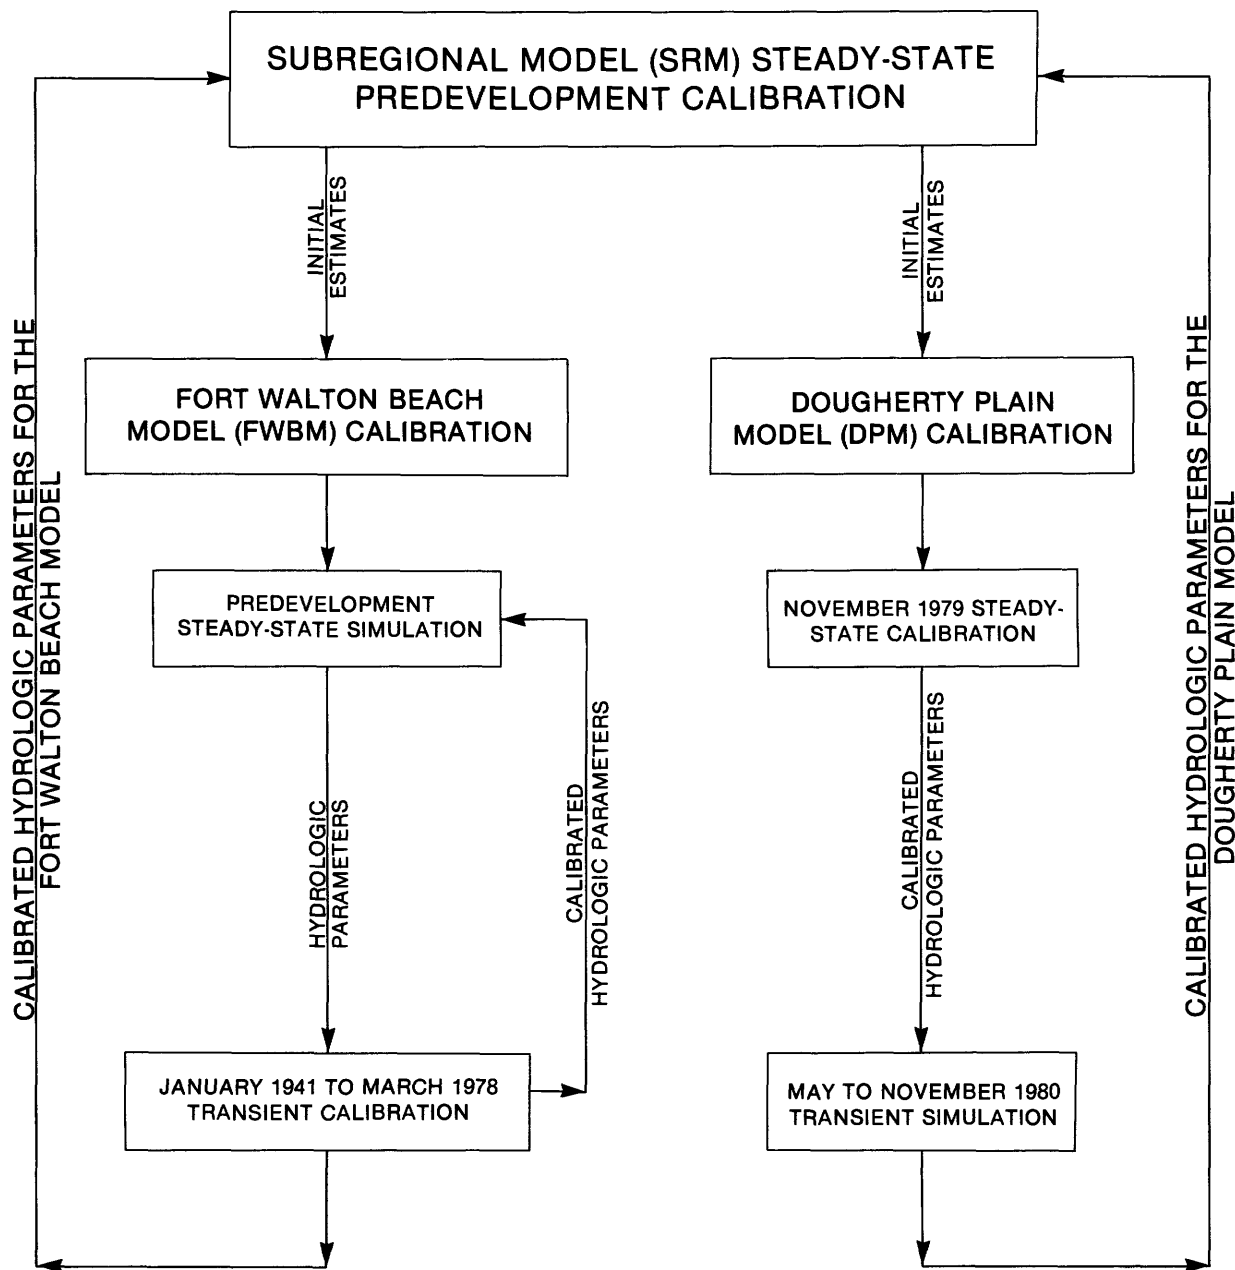 SUBREGIONAL MODEL (SRM) STEADY-STATE
PREDEVELOPMENT CALIBRATION
INITIAL
ESTIMATES
INITIAL
ESTIMATES
CALIBRATED HYDROLOGIC PARAMETERS FOR THE
FORT WALTON BEACH MODEL
FORT WALTON BEACH
MODEL (FWBM) CALIBRATION
DOUGHERTY PLAIN
MODEL (DPM) CALIBRATION
CALIBRATED HYDROLOGIC PARAMETERS FOR THE
DOUGHERTY PLAIN MODEL
PREDEVELOPMENT
STEADY-STATE SIMULATION
NOVEMBER 1979 STEADY-
STATE CALIBRATION
HYDROLOGIC
PARAMETERS
CALIBRATED
HYDROLOGIC PARAMETERS
CALIBRATED
HYDROLOGIC PARAMETERS
JANUARY 1941 TO MARCH 1978
TRANSIENT CALIBRATION
MAY TO NOVEMBER 1980
TRANSIENT SIMULATION